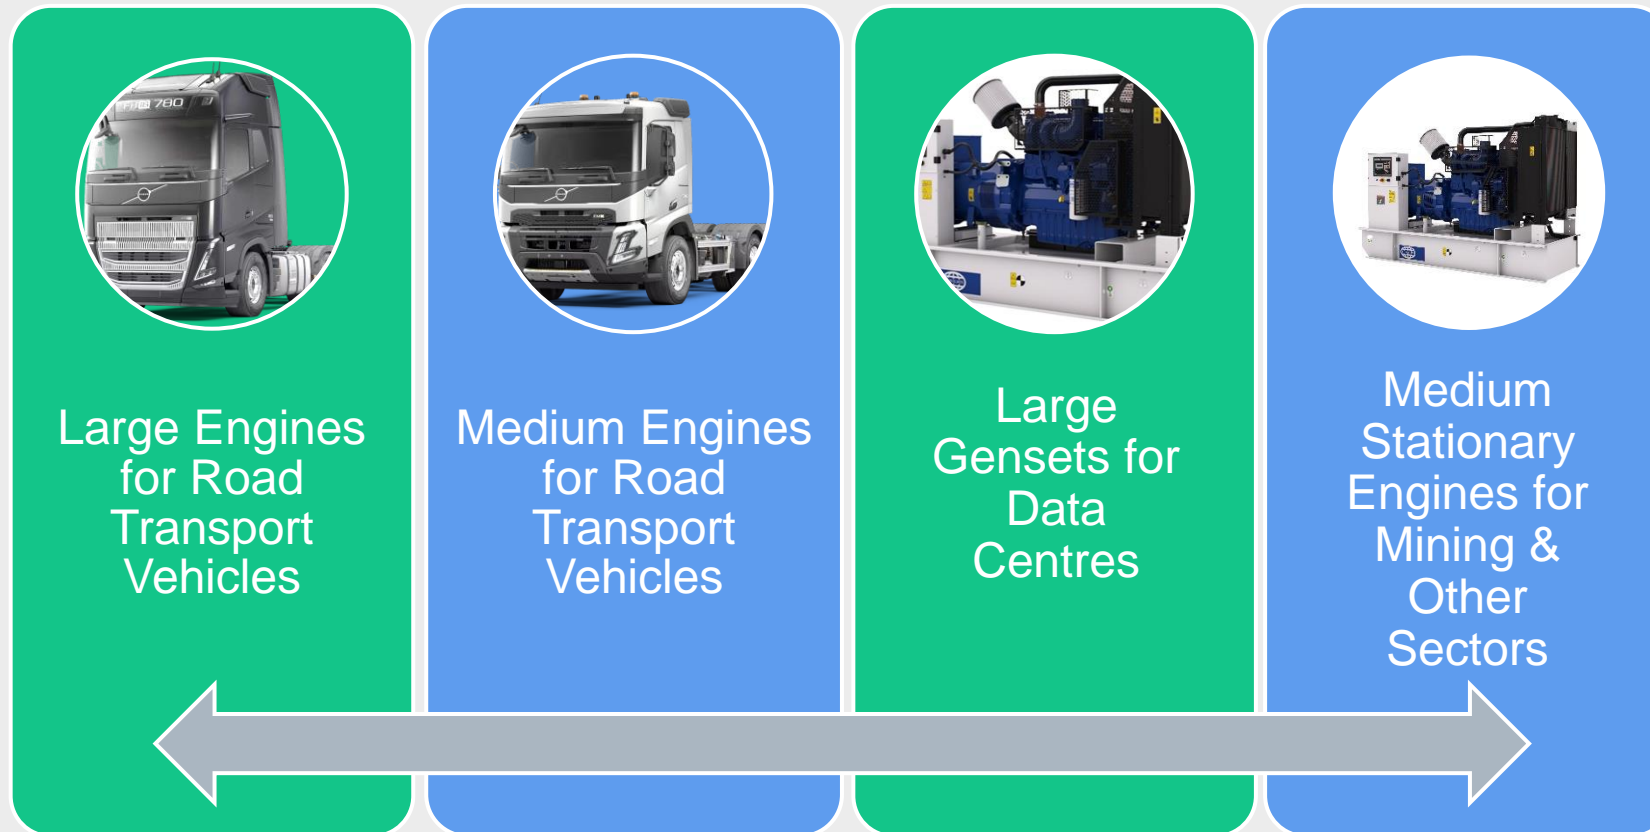 780
Large Engines
for Road
Transport
Vehicles
Medium Engines
for Road
Transport
Vehicles
Large
Gensets for
Data
Centres
Medium
Stationary
Engines for
Mining &
Other
Sectors